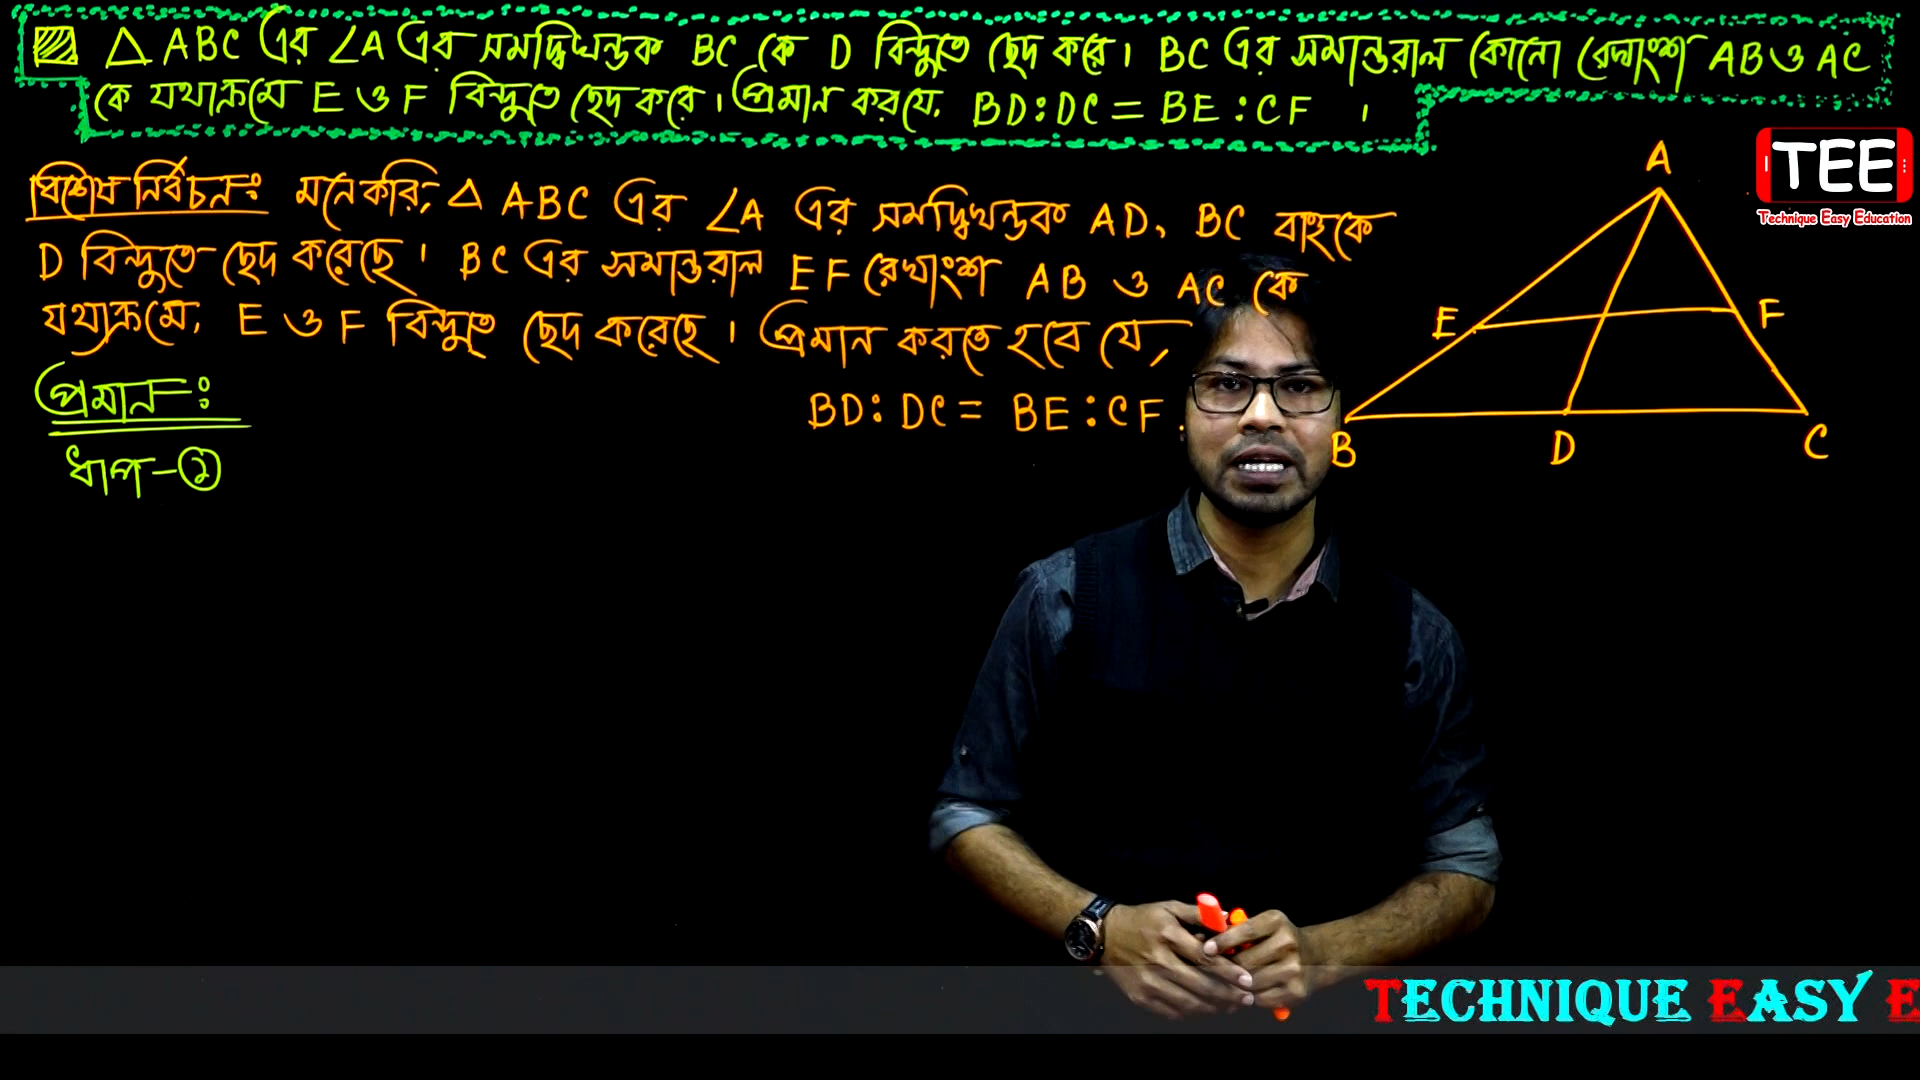 △ ABC এর ∠A এর সমদ্বিখন্ডক BC কে D বিন্দুতে ছেদ করে। BC এর সমান্তরাল কোনো রেখাংশ AB ও AC
কে যথাক্রমে E ও F বিন্দুতে ছেদ করে। প্রমান কর যে, BD:DC = BE:CF ।
বিশেষ নির্বচন: মনে করি, △ ABC এর ∠A এর সমদ্বিখন্ডক AD, BC বাহুকে
D বিন্দুতে ছেদ করেছে। BC এর সমান্তরাল EF রেখাংশ AB ও AC কে
যথাক্রমে, E ও F বিন্দুতে ছেদ করেছে। প্রমান করতে হবে যে,
BD:DC = BE:CF.
প্রমান:
ধাপ-১
A
E
F
B
D
C
TEE
Technique Easy Education
TECHNIQUE EASY E